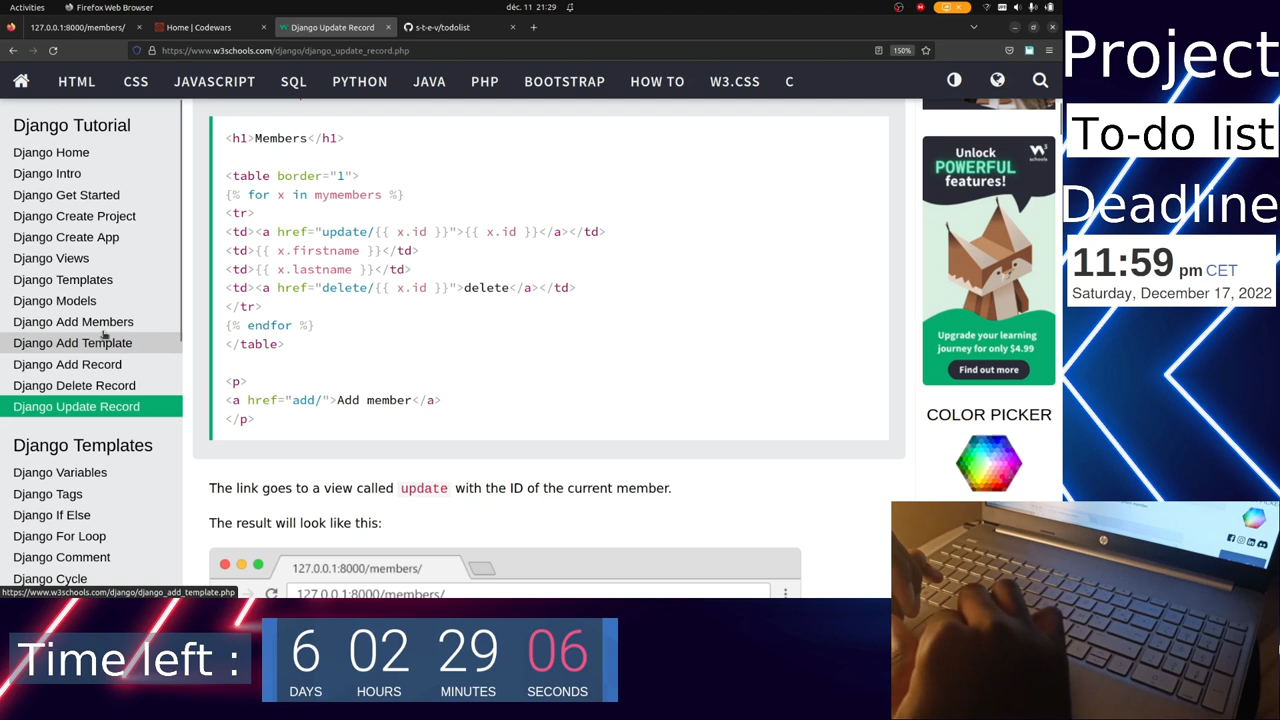 Activities
Firefox Web Browser
déc. 11 21:29
127.0.0.1:8000/members/
Home | Codewars
Django Update Record
s-t-e-v/todolist
https://www.w3schools.com/django/django_update_record.php
150%
HTML
CSS
JAVASCRIPT
SQL
PYTHON
JAVA
PHP
BOOTSTRAP
HOW TO
W3.CSS
C
Django Tutorial
Django Home
Django Intro
Django Get Started
Django Create Project
Django Create App
Django Views
Django Templates
Django Models
Django Add Members
Django Add Template
Django Add Record
Django Delete Record
Django Update Record
Django Templates
Django Variables
Django Tags
Django If Else
Django For Loop
Django Comment
Django Cycle
https://www.w3schools.com/django/django_add_template.php
<h1>Members</h1>
<table border="1">
{% for x in mymembers %}
<tr>
<td><a href="update/{{ x.id }}">{{ x.id }}</a></td>
<td>{{ x.firstname }}</td>
<td>{{ x.lastname }}</td>
<td><a href="delete/{{ x.id }}">delete</a></td>
</tr>
{% endfor %}
</table>
<p>
<a href="add/">Add member</a>
</p>
The link goes to a view called update with the ID of the current member.
The result will look like this:
127.0.0.1:8000/members/
127.0.0.1:8000/members/
Unlock
POWERFUL
features!
W3
schools
Upgrade your learning
journey for only $4.99
Find out more
COLOR PICKER
Project
To-do list
Deadline
11:59 pm CET
Saturday, December 17, 2022
Time left :
6 02 29 06
DAYS HOURS MINUTES SECONDS